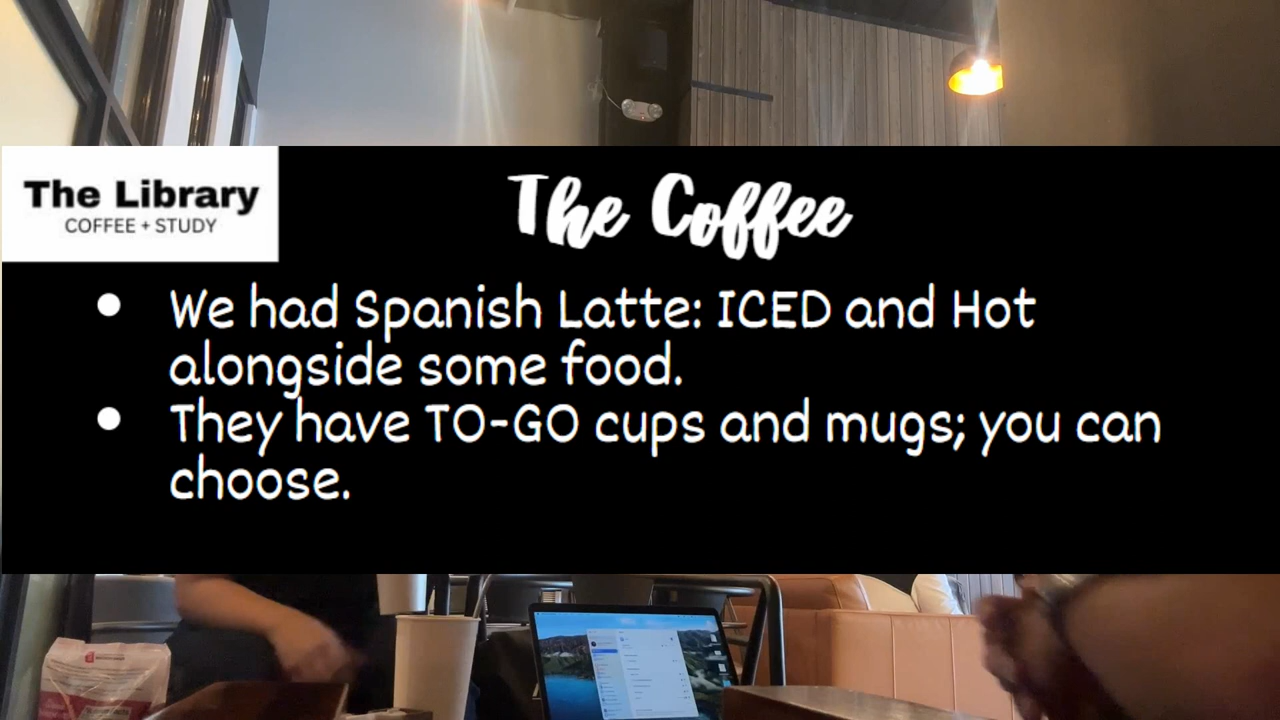 The Library
COFFEE + STUDY
The Coffee
• We had Spanish Latte: ICED and Hot
alongside some food.
• They have TO-GO cups and mugs; you can
choose.